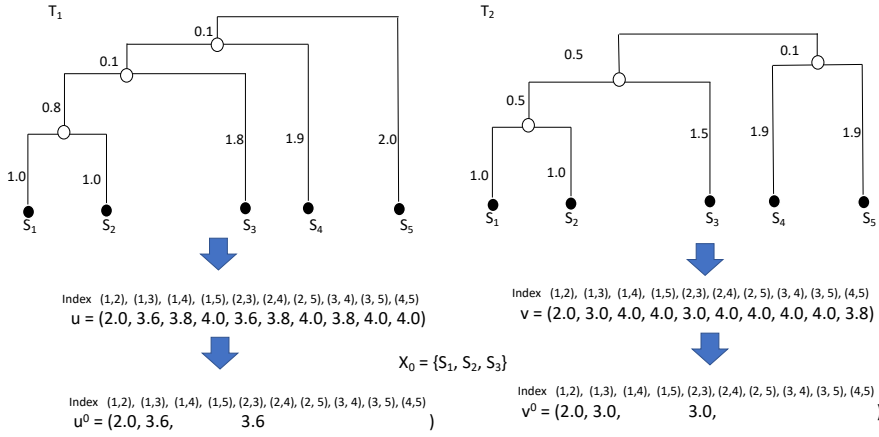 T1
T2
0.1
0.1
0.5
0.1
0.8
0.5
1.0
1.0
1.8
1.9
2.0
1.0
1.0
1.5
1.9
1.9
S1 S2 S3 S4 S5
S1 S2 S3 S4 S5
Index (1,2), (1,3), (1,4), (1,5), (2,3), (2,4), (2, 5), (3, 4), (3, 5), (4,5)
u = (2.0, 3.6, 3.8, 4.0, 3.6, 3.8, 4.0, 3.8, 4.0, 4.0)
Index (1,2), (1,3), (1,4), (1,5), (2,3), (2,4), (2, 5), (3, 4), (3, 5), (4,5)
v = (2.0, 3.0, 4.0, 4.0, 3.0, 4.0, 4.0, 4.0, 4.0, 3.8)
X0 = {S1, S2, S3}
Index (1,2), (1,3), (1,4), (1,5), (2,3), (2,4), (2, 5), (3, 4), (3, 5), (4,5)
u0 = (2.0, 3.6, 3.6 )
Index (1,2), (1,3), (1,4), (1,5), (2,3), (2,4), (2, 5), (3, 4), (3, 5), (4,5)
v0 = (2.0, 3.0, 3.0, )